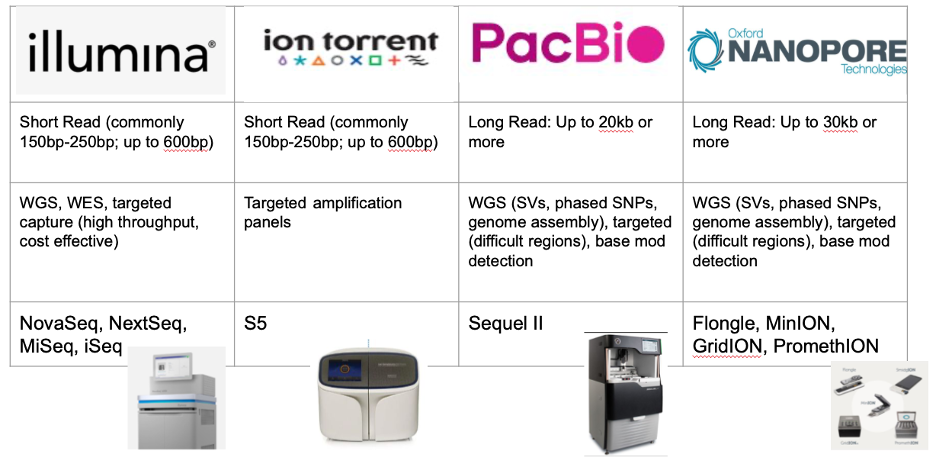 illumına®
ion torrent
PacBiO
Oxford
NANOPORE
Technologies
Short Read (commonly
150bp-250bp; up to 600bp)
Short Read (commonly
150bp-250bp; up to 600bp)
Long Read: Up to 20kb or
more
Long Read: Up to 30kb or
more
WGS, WES, targeted
capture (high throughput,
cost effective)
Targeted amplification
panels
WGS (SVs, phased SNPs,
genome assembly), targeted
(difficult regions), base mod
detection
WGS (SVs, phased SNPs,
genome assembly), targeted
(difficult regions), base mod
detection
NovaSeq, NextSeq,
MiSeq, iSeq
S5
Sequel II
Flongle, MinION,
GridION, PromethION